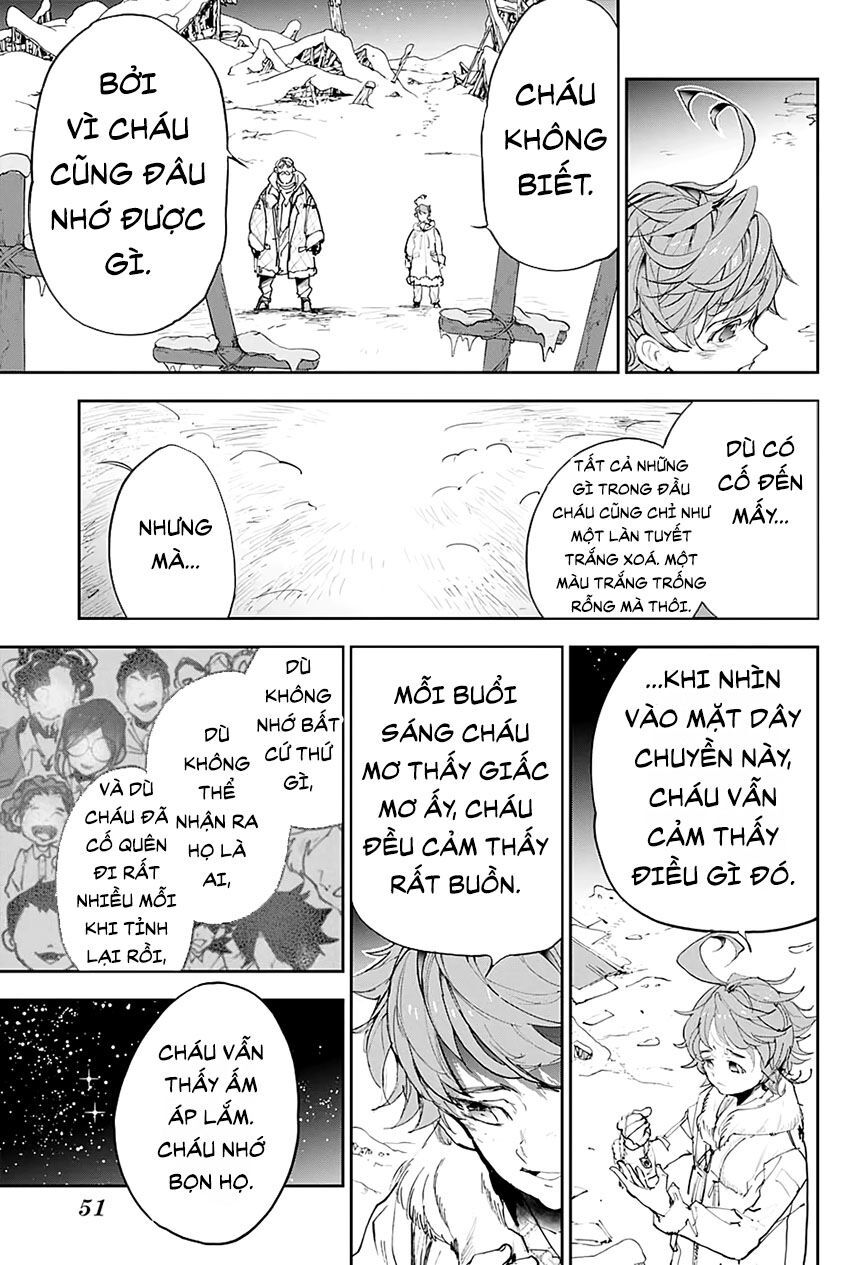 CHÁU
KHÔNG
BIẾT.
BỞI
VÌ CHÁU
CŨNG ĐÂU
NHỚ ĐƯỢC
GÌ.
DÙ CÓ
CỐ ĐẾN
MẤY...
TẤT CẢ NHỮNG
GÌ TRONG ĐẦU
CHÁU CŨNG CHỈ NHƯ
MỘT LÀN TUYẾT
TRẮNG XOÁ. MỘT
MÀU TRẮNG TRỐNG
RỖNG MÀ THÔI.
NHƯNG
MÀ...
...KHI NHÌN
VÀO MẶT DÂY
CHUYỀN NÀY,
CHÁU VẪN
CẢM THẤY
ĐIỀU GÌ ĐÓ.
MỖI BUỔI
SÁNG CHÁU
MƠ THẤY GIẤC
MƠ ẤY, CHÁU
ĐỀU CẢM THẤY
RẤT BUỒN.
DÙ
KHÔNG
NHỚ BẤT
CỨ THỨ
GÌ,
DÙ
KHÔNG
THỂ
NHẬN RA
HỌ LÀ
AI,
VÀ DÙ
CHÁU ĐÃ
CỐ QUÊN
ĐI RẤT
NHIỀU MỖI
KHI TỈNH
LẠI RỒI,
CHÁU VẪN
THẤY ẤM
ÁP LẮM.
CHÁU NHỚ
BỌN HỌ.
51